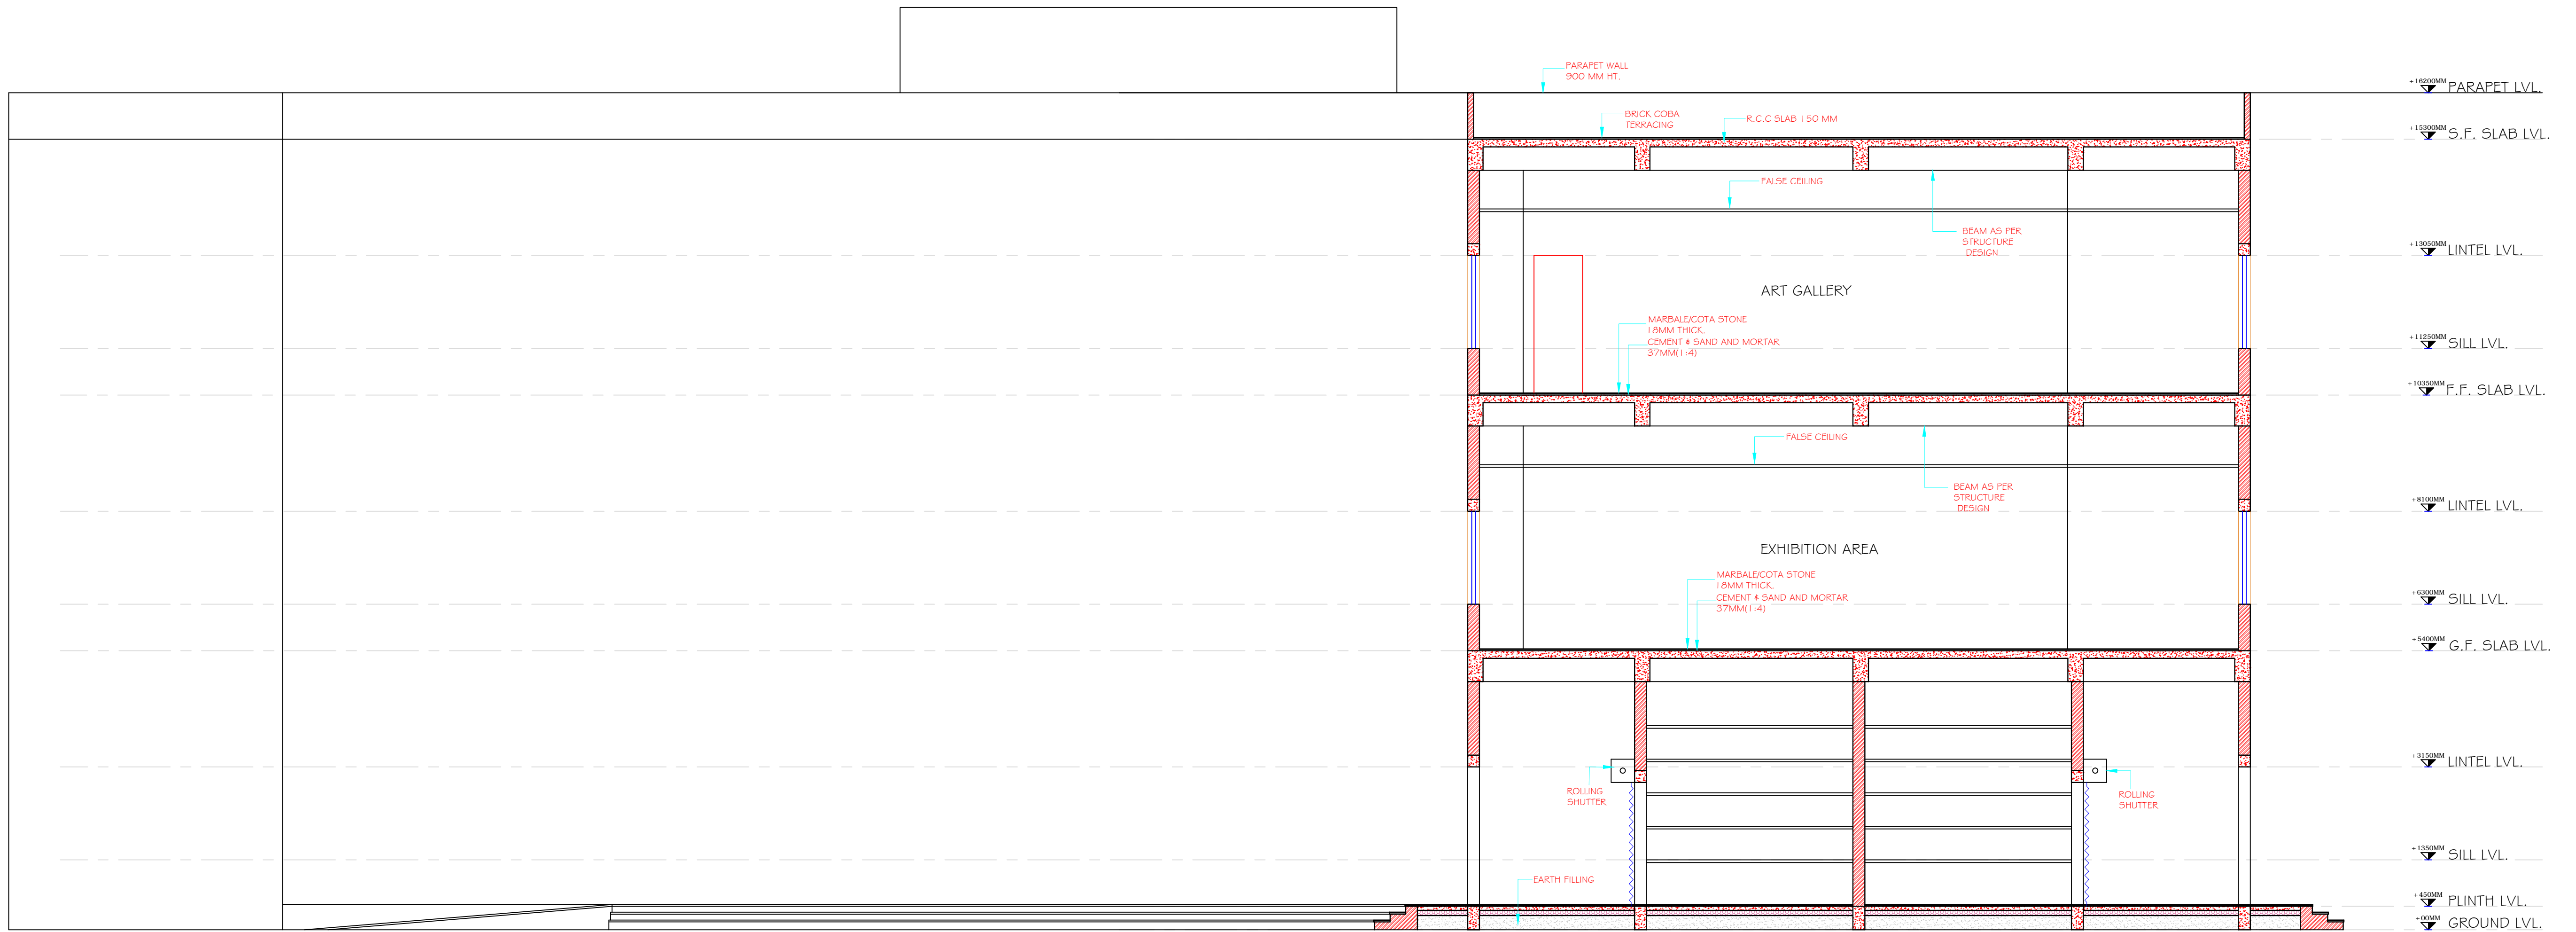 PARAPET WALL
900 MM HT.
+16200MM PARAPET LVL.
BRICK COBA
TERRACING
R.C.C SLAB 150 MM
+15300MM S.F. SLAB LVL.
FALSE CEILING
BEAM AS PER
STRUCTURE
DESIGN
+13050MM LINTEL LVL.
ART GALLERY
MARBALE/COTA STONE
18MM THICK.
CEMENT & SAND AND MORTAR
37MM(1:4)
+11250MM SILL LVL.
+10350MM F.F. SLAB LVL.
FALSE CEILING
BEAM AS PER
STRUCTURE
DESIGN
+8100MM LINTEL LVL.
EXHIBITION AREA
MARBALE/COTA STONE
18MM THICK.
CEMENT & SAND AND MORTAR
37MM(1:4)
+6300MM SILL LVL.
+5400MM G.F. SLAB LVL.
+3150MM LINTEL LVL.
ROLLING
SHUTTER
ROLLING
SHUTTER
+1350MM SILL LVL.
EARTH FILLING
+450MM PLINTH LVL.
+00MM GROUND LVL.